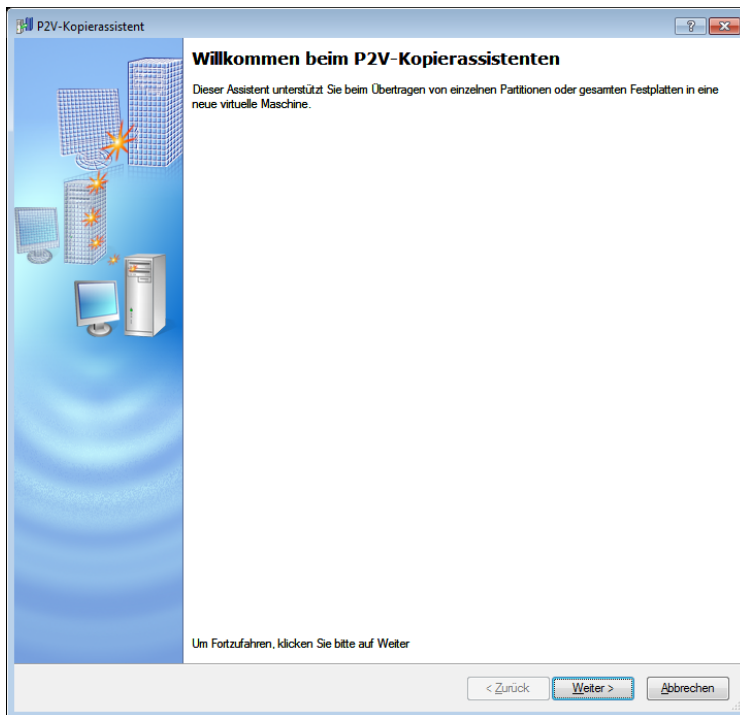 P2V-Kopierassistent
Willkommen beim P2V-Kopierassistenten
Dieser Assistent unterstützt Sie beim Übertragen von einzelnen Partitionen oder gesamten Festplatten in eine
neue virtuelle Maschine.
Um Fortzufahren, klicken Sie bitte auf Weiter
< Zurück Weiter > Abbrechen